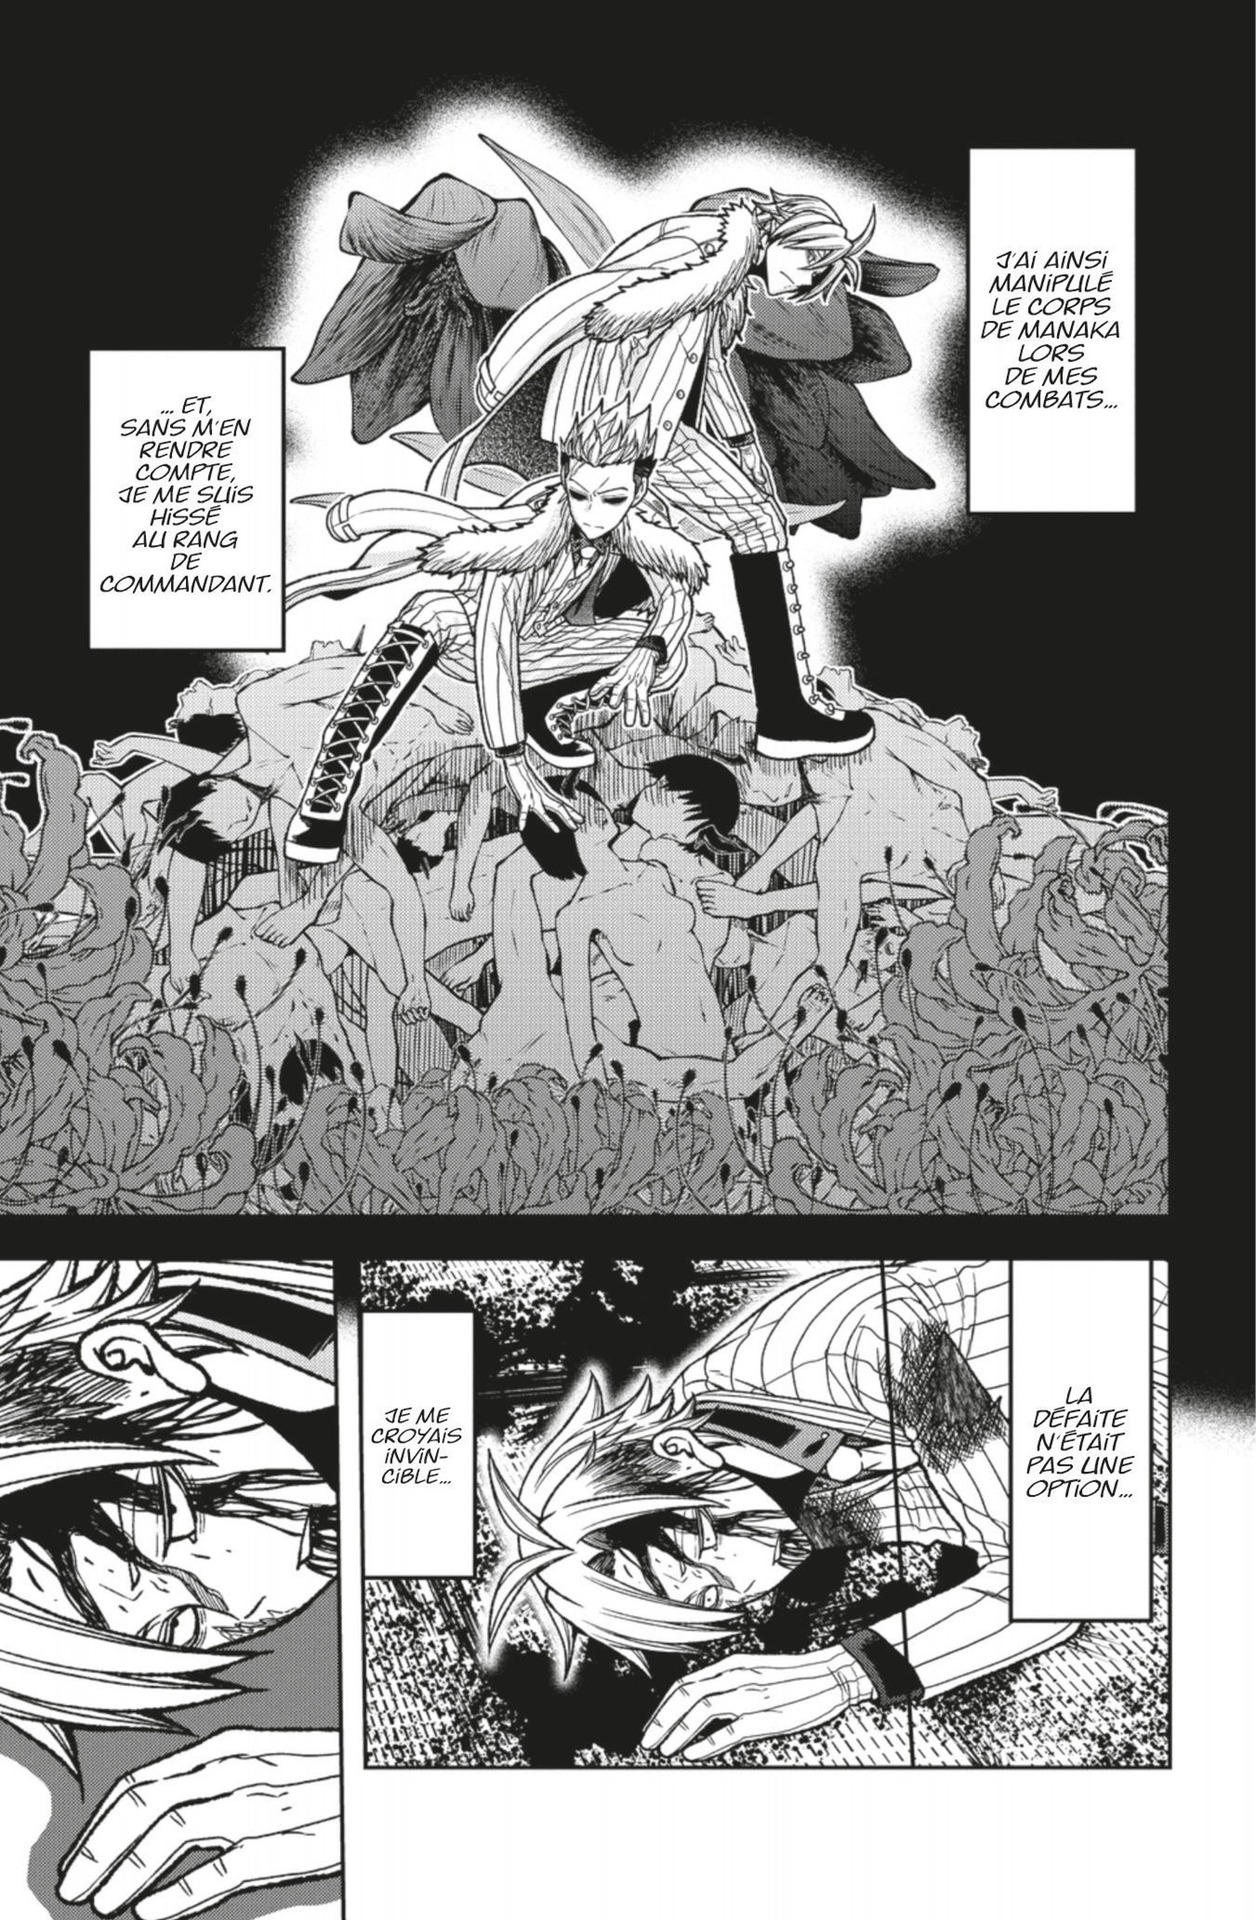 J'AI AINSI
MANIPULÉ
LE CORPS
DE MANAKA
LORS
DE MES
COMBATS...
... ET,
SANS M'EN
RENDRE
COMPTE,
JE ME SUIS
HISSÉ
AU RANG
DE
COMMANDANT.
LA
DÉFAITE
N'ÉTAIT
PAS UNE
OPTION...
JE ME
CROYAIS
INVIN-
CIBLE...